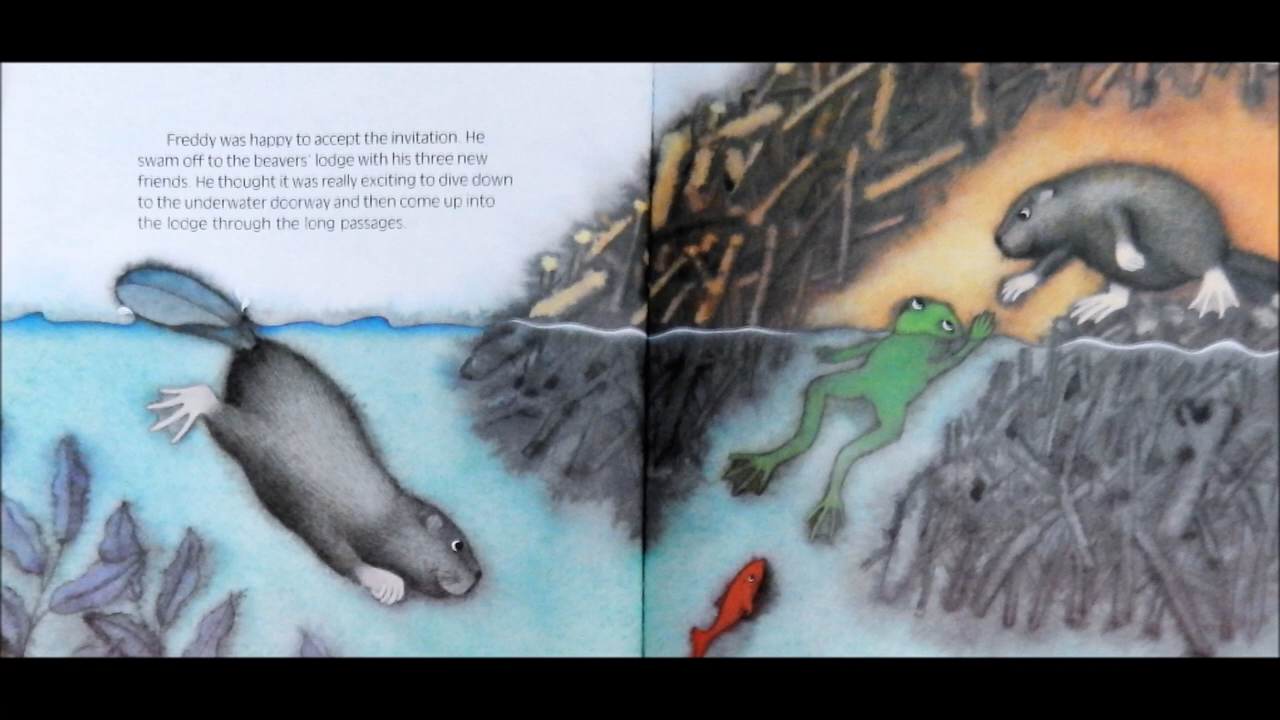 Freddy was happy to accept the invitation. He
swam off to the beavers' lodge with his three new
friends. He thought it was really exciting to dive down
to the underwater doorway and then come up into
the lodge through the long passages.